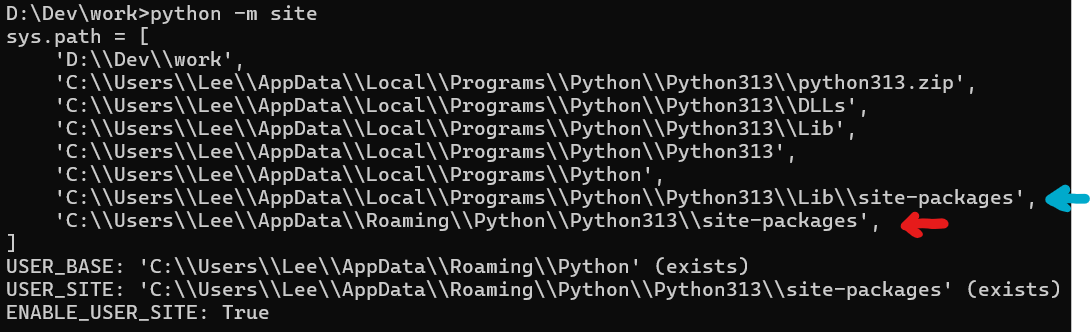 D:\Dev\work>python -m site
sys.path = [
    'D:\\Dev\\work',
    'C:\\Users\\Lee\\AppData\\Local\\Programs\\Python\\Python313\\python313.zip',
    'C:\\Users\\Lee\\AppData\\Local\\Programs\\Python\\Python313\\DLLs',
    'C:\\Users\\Lee\\AppData\\Local\\Programs\\Python\\Python313\\Lib',
    'C:\\Users\\Lee\\AppData\\Local\\Programs\\Python\\Python313',
    'C:\\Users\\Lee\\AppData\\Local\\Programs\\Python',
    'C:\\Users\\Lee\\AppData\\Local\\Programs\\Python\\Python313\\Lib\\site-packages',
    'C:\\Users\\Lee\\AppData\\Roaming\\Python\\Python313\\site-packages',
]
USER_BASE: 'C:\\Users\\Lee\\AppData\\Roaming\\Python' (exists)
USER_SITE: 'C:\\Users\\Lee\\AppData\\Roaming\\Python\\Python313\\site-packages' (exists)
ENABLE_USER_SITE: True